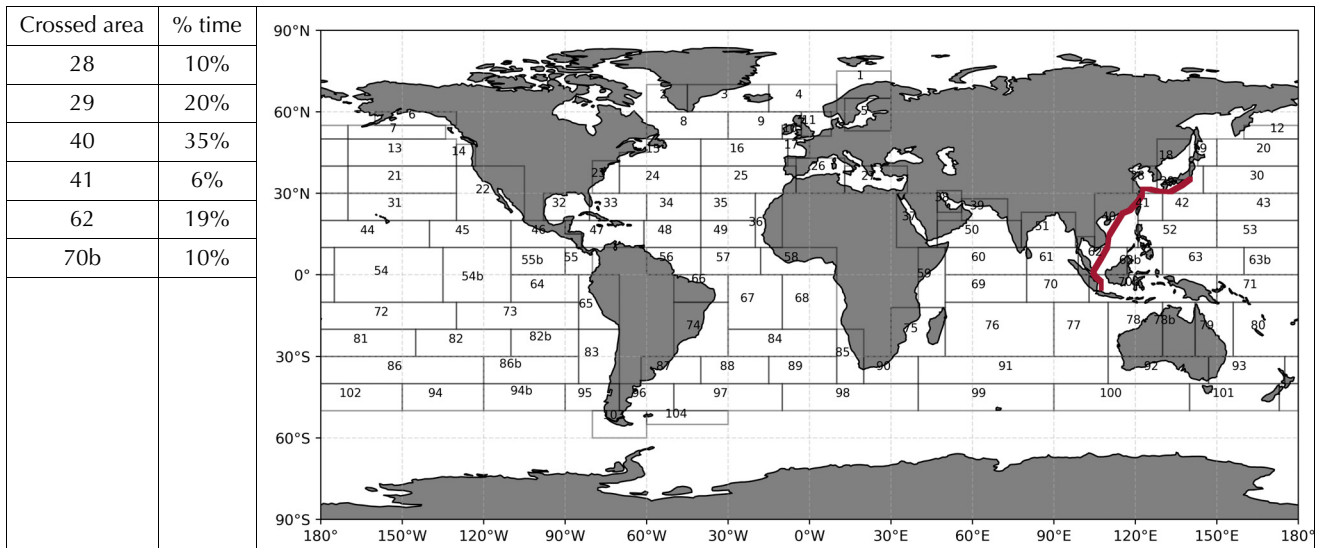 Crossed area % time
28 10%
29 20%
40 35%
41 6%
62 19%
70b 10%
90°N
60°N
30°N
0°
30°S
60°S
90°S
1
3 4
6 5
7 8 9 11 12
13 14 15 16 17 18 20
21 22 23 24 25 26 27 30
31 32 33 34 35 36 37 38 39 41 42 43
44 45 46 47 48 49 50 51 52 53
54 54b 55b 55 56 57 58 59 60 61 62 63 63b
64 65 66 67 68 69 70 70b 71
72 73 74 75 76 77 78 78b 79 80
81 82 82b 83 84 85
86 86b 87 88 89 90 91 92 93
102 94 94b 95 96 97 98 99 100 101
104
180° 150°W 120°W 90°W 60°W 30°W 0°W 30°E 60°E 90°E 120°E 150°E 180°